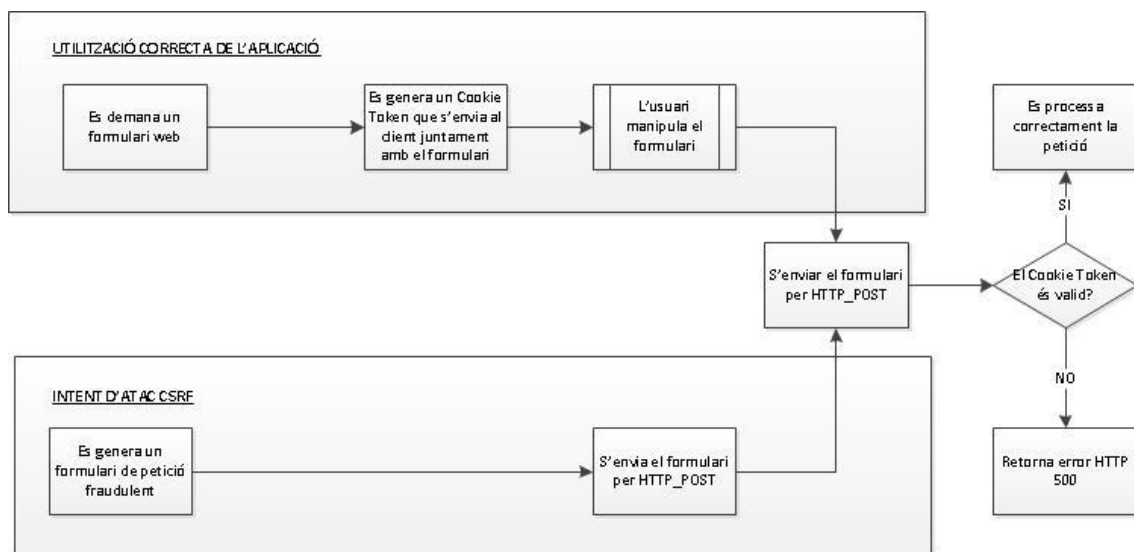 UTILITZACIÓ CORRECTA DE L'APLICACIÓ
Es demana un
formulari web
Es genera un Cookie
Token que s'envia al
client juntament
amb el formulari
L'usuari
manipula el
formulari
Es processa
correctament la
petició
SI
S'enviar el formulari
per HTTP_POST
El Cookie Token
és valid?
NO
INTENT D'ATAC CSRF
Es genera un
formulari de petició
fraudulent
S'envia el formulari
per HTTP_POST
Retorna error HTTP
500